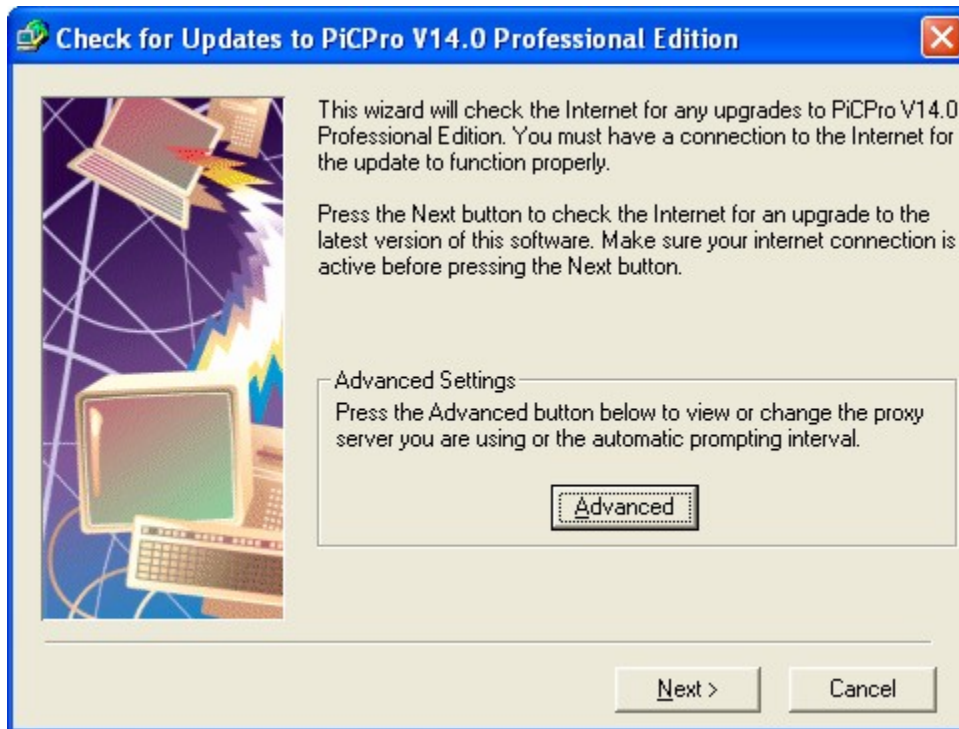 Check for Updates to PiCPro V14.0 Professional Edition
This wizard will check the Internet for any upgrades to PiCPro V14.0
Professional Edition. You must have a connection to the Internet for
the update to function properly.
Press the Next button to check the Internet for an upgrade to the
latest version of this software. Make sure your internet connection is
active before pressing the Next button.
Advanced Settings
Press the Advanced button below to view or change the proxy
server you are using or the automatic prompting interval.
Advanced
Next >
Cancel